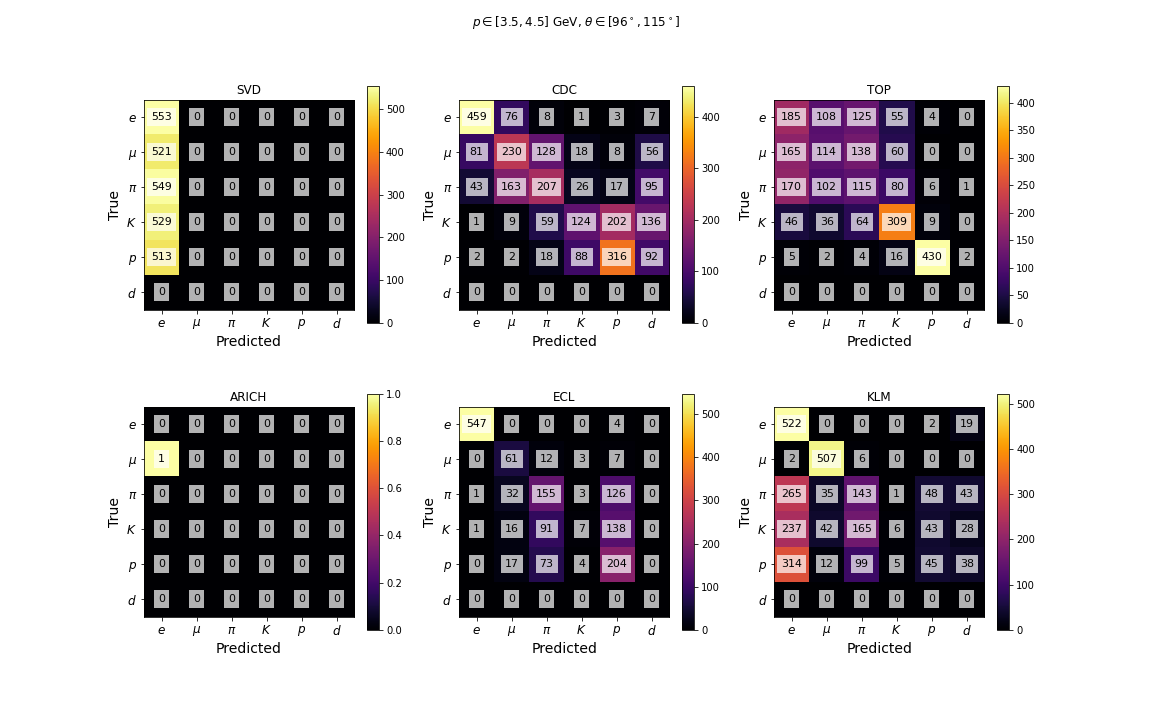 p ∈ [3.5, 4.5] GeV, θ ∈ [96°, 115°]
SVD
True
e 553 0 0 0 0 0
μ 521 0 0 0 0 0
π 549 0 0 0 0 0
K 529 0 0 0 0 0
p 513 0 0 0 0 0
d 0 0 0 0 0 0
e μ π K p d
Predicted
500
400
300
200
100
0
CDC
True
e 459 76 8 1 3 7
μ 81 230 128 18 8 56
π 43 163 207 26 17 95
K 1 9 59 124 202 136
p 2 2 18 88 316 92
d 0 0 0 0 0 0
e μ π K p d
Predicted
400
300
200
100
0
TOP
True
e 185 108 125 55 4 0
μ 165 114 138 60 0 0
π 170 102 115 80 6 1
K 46 36 64 309 9 0
p 5 2 4 16 430 2
d 0 0 0 0 0 0
e μ π K p d
Predicted
400
350
300
250
200
150
100
50
0
ARICH
True
e 0 0 0 0 0 0
μ 1 0 0 0 0 0
π 0 0 0 0 0 0
K 0 0 0 0 0 0
p 0 0 0 0 0 0
d 0 0 0 0 0 0
e μ π K p d
Predicted
1.0
0.8
0.6
0.4
0.2
0.0
ECL
True
e 547 0 0 0 4 0
μ 0 61 12 3 7 0
π 1 32 155 3 126 0
K 1 16 91 7 138 0
p 0 17 73 4 204 0
d 0 0 0 0 0 0
e μ π K p d
Predicted
500
400
300
200
100
0
KLM
True
e 522 0 0 0 2 19
μ 2 507 6 0 0 0
π 265 35 143 1 48 43
K 237 42 165 6 43 28
p 314 12 99 5 45 38
d 0 0 0 0 0 0
e μ π K p d
Predicted
500
400
300
200
100
0